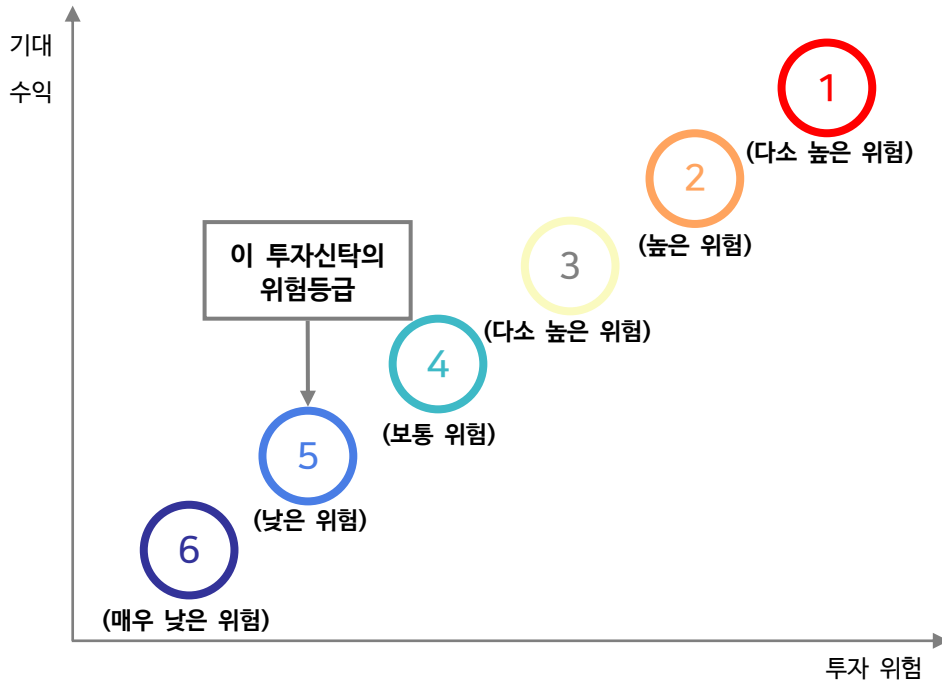 기대
수익
1
(다소 높은 위험)
2
(높은 위험)
이 투자신탁의
위험등급
3
(다소 높은 위험)
4
(보통 위험)
5
(낮은 위험)
6
(매우 낮은 위험)
투자 위험